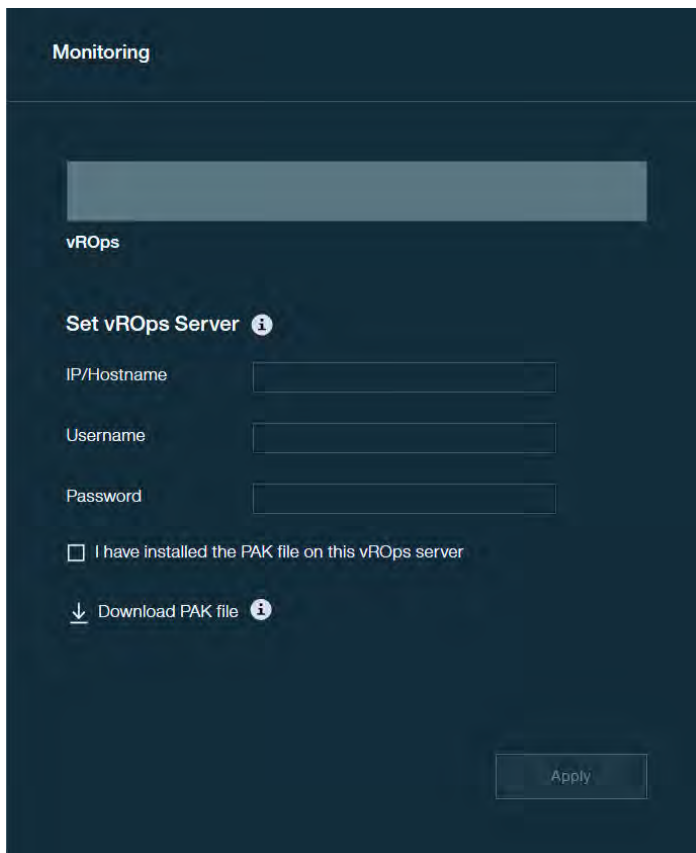 Monitoring
vROps
Set vROps Server
IP/Hostname
Username
Password
I have installed the PAK file on this vROps server
Download PAK file
Apply